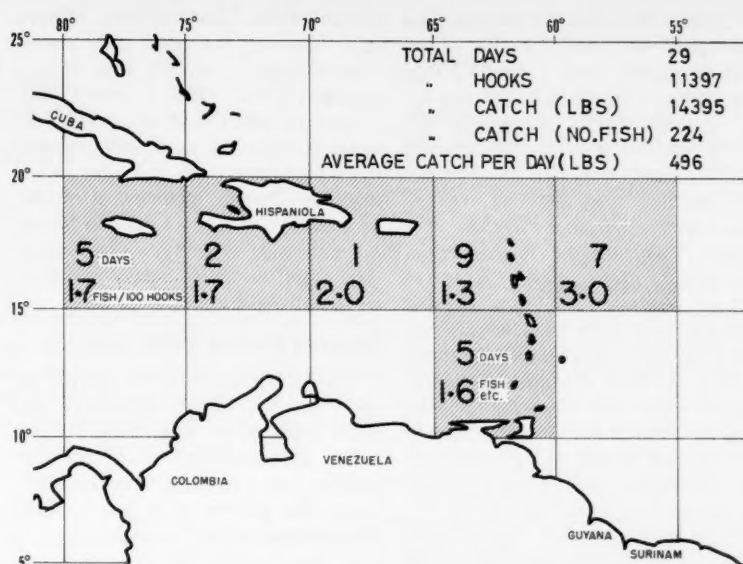 80° 75° 70° 65° 60° 55°
25°
TOTAL DAYS 29
" HOOKS 11397
" CATCH (LBS) 14395
" CATCH (NO.FISH) 224
AVERAGE CATCH PER DAY (LBS) 496
CUBA
20°
HISPANIOLA
5 DAYS 2 1 9 7
1.7 FISH/100 HOOKS 1.7 2.0 1.3 3.0
15°
5 DAYS
1.6 FISH etc.
10°
VENEZUELA
COLOMBIA
GUYANA
SURINAM
5°